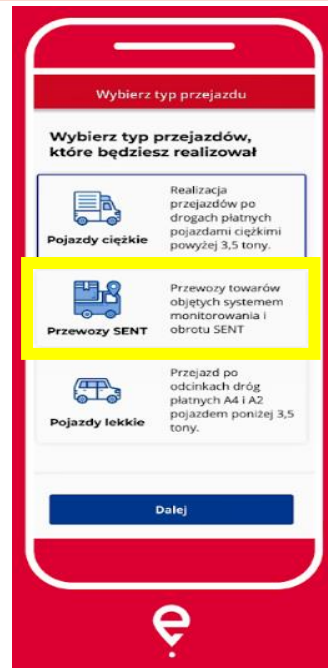 Wybierz typ przejazdu
Wybierz typ przejazdów,
które będziesz realizował
Pojazdy ciężkie
Realizacja
przejazdów po
drogach płatnych
pojazdami ciężkimi
powyżej 3,5 tony.
Przewozy SENT
Przewozy towarów
objętych systemem
monitorowania i
obrotu SENT
Pojazdy lekkie
Przejazd po
odcinkach dróg
płatnych A4 i A2
pojazdem poniżej 3,5
tony.
Dalej